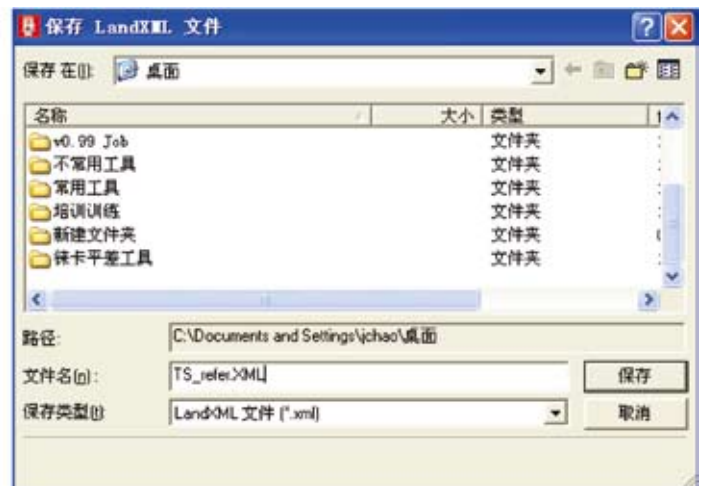 保存 LandXML 文件
保存在(I): 桌面
名称 大小 类型
v0.99 Job 文件夹
不常用工具 文件夹
常用工具 文件夹
培训训练 文件夹
新建文件夹 文件夹
徕卡平差工具 文件夹
路径: C:\Documents and Settings\jchao\桌面
文件名(n): TS_refer.XML 保存
保存类型(t): LandXML 文件 (*.xml) 取消